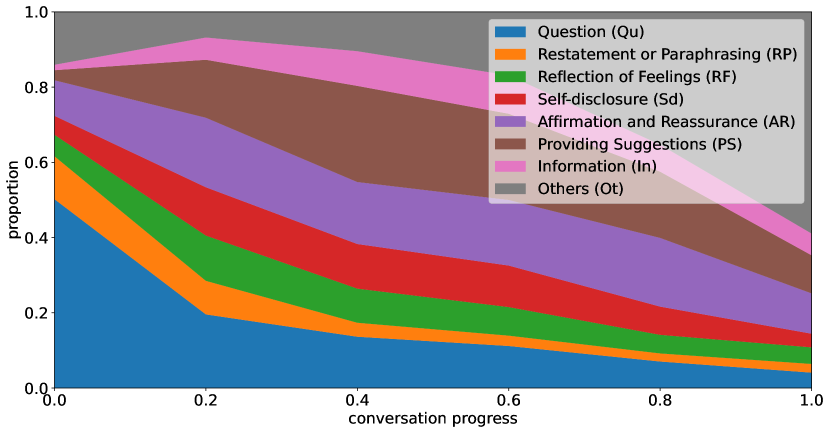 1.0
0.8
0.6
0.4
0.2
0.0
proportion
Question (Qu)
Restatement or Paraphrasing (RP)
Reflection of Feelings (RF)
Self-disclosure (Sd)
Affirmation and Reassurance (AR)
Providing Suggestions (PS)
Information (In)
Others (Ot)
0.0 0.2 0.4 0.6 0.8 1.0
conversation progress